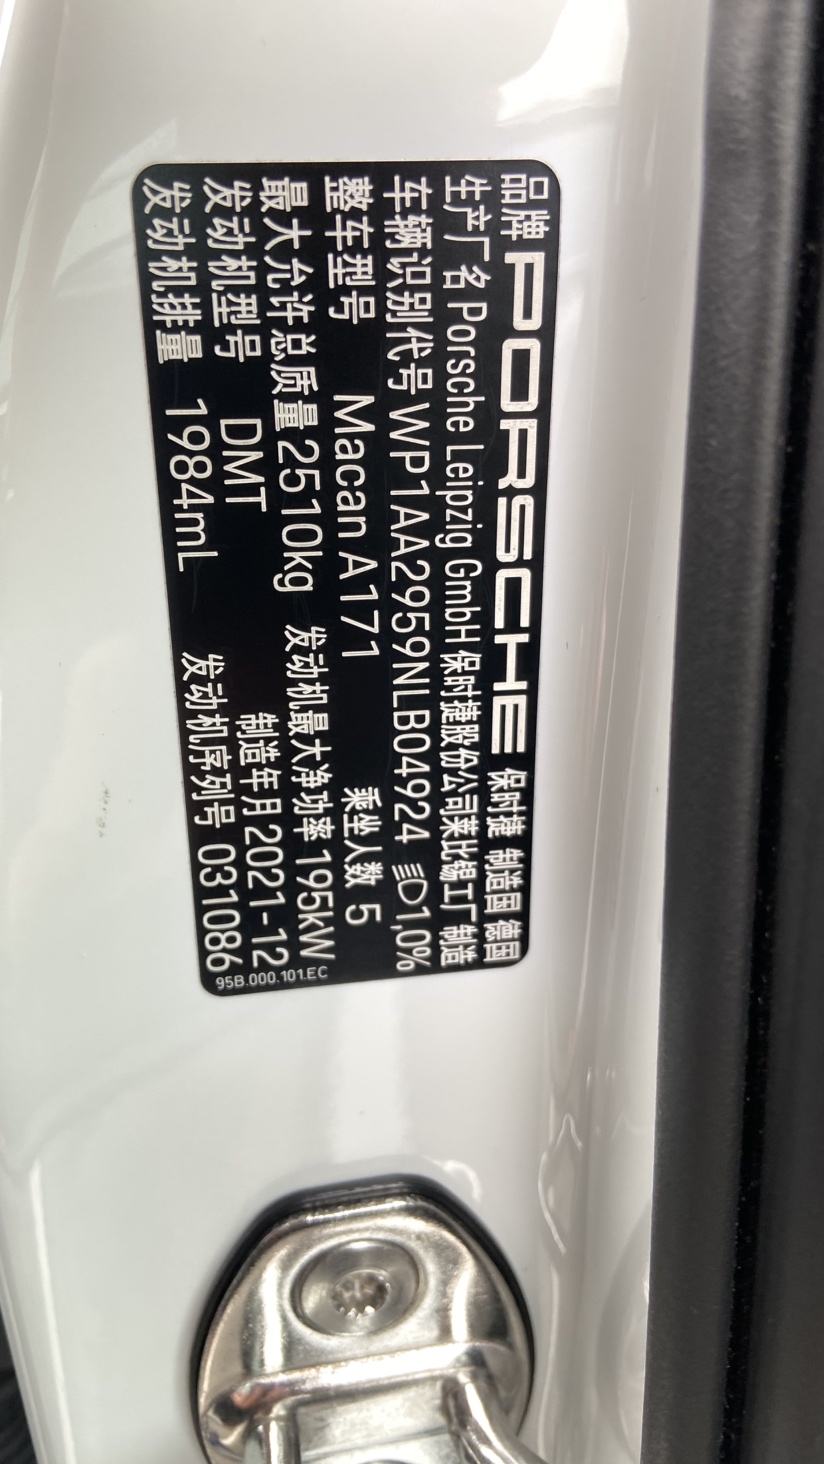 品牌 PORSCHE 保时捷 制造国 德国
生产厂名 Porsche Leipzig GmbH 保时捷股份公司莱比锡工厂 制造
车辆识别代号 WP1AA2959NLB04924 1,0%
整车型号 Macan A171 乘坐人数 5
最大允许总质量 2510kg 发动机最大净功率 195kW
发动机型号 DMT 制造年月 2021-12
发动机排量 1984mL 发动机序列号 031086
95B.000.101.EC